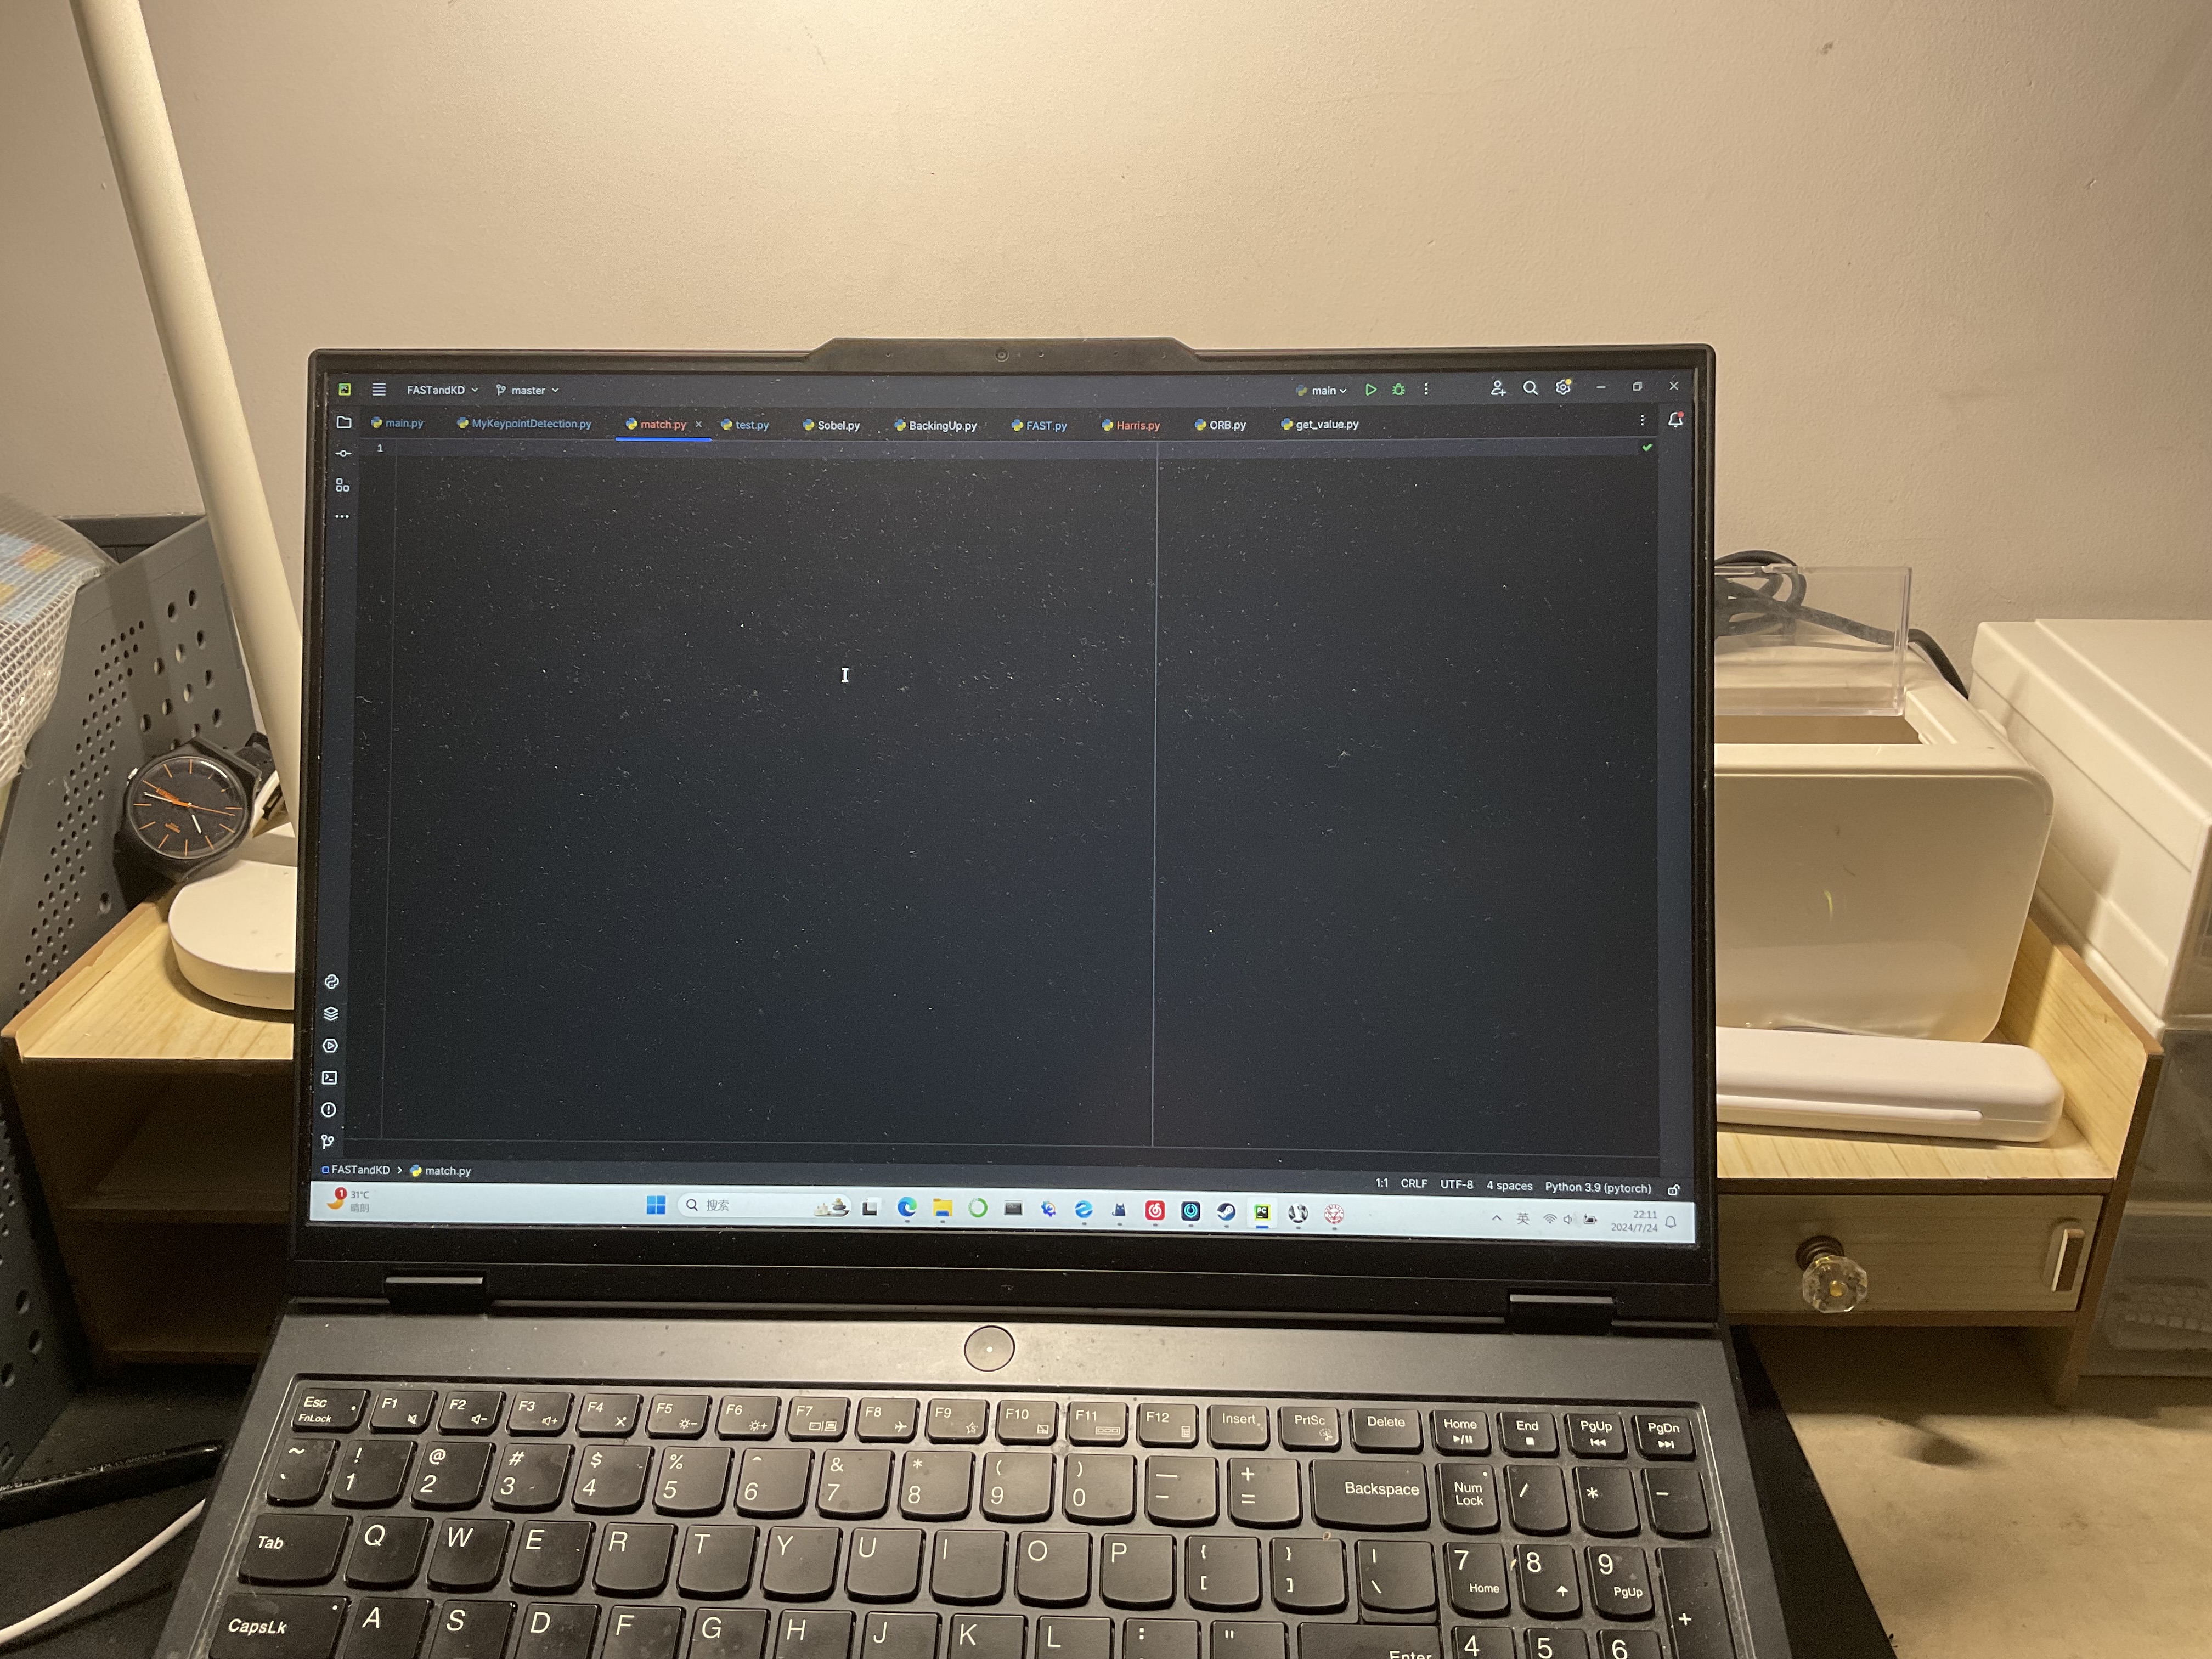 FASTandKD master main
main.py MyKeypointDetection.py match.py test.py Sobel.py BackingUp.py FAST.py Harris.py ORB.py get_value.py
1
FASTandKD > match.py
1:1 CRLF UTF-8 4 spaces Python 3.9 (pytorch)
1 31°C
晴朗
搜索
英
22:11
2024/7/24
Esc F1 F2 F3 F4 F5 F6 F7 F8 F9 F10 F11 F12 Insert PrtSc Delete Home End PgUp PgDn
FnLock
~ ! @ # $ % ^ & * ( ) — + Backspace Num Lock / * -
` 1 2 3 4 5 6 7 8 9 0 - =
Tab Q W E R T Y U I O P { } | 7 8 9
[ ] \ Home PgUp
CapsLk A S D F G H J K L : " Enter 4 5 6 +